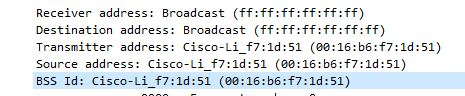 Receiver address: Broadcast (ff:ff:ff:ff:ff:ff)
Destination address: Broadcast (ff:ff:ff:ff:ff:ff)
Transmitter address: Cisco-Li_f7:1d:51 (00:16:b6:f7:1d:51)
Source address: Cisco-Li_f7:1d:51 (00:16:b6:f7:1d:51)
BSS Id: Cisco-Li_f7:1d:51 (00:16:b6:f7:1d:51)